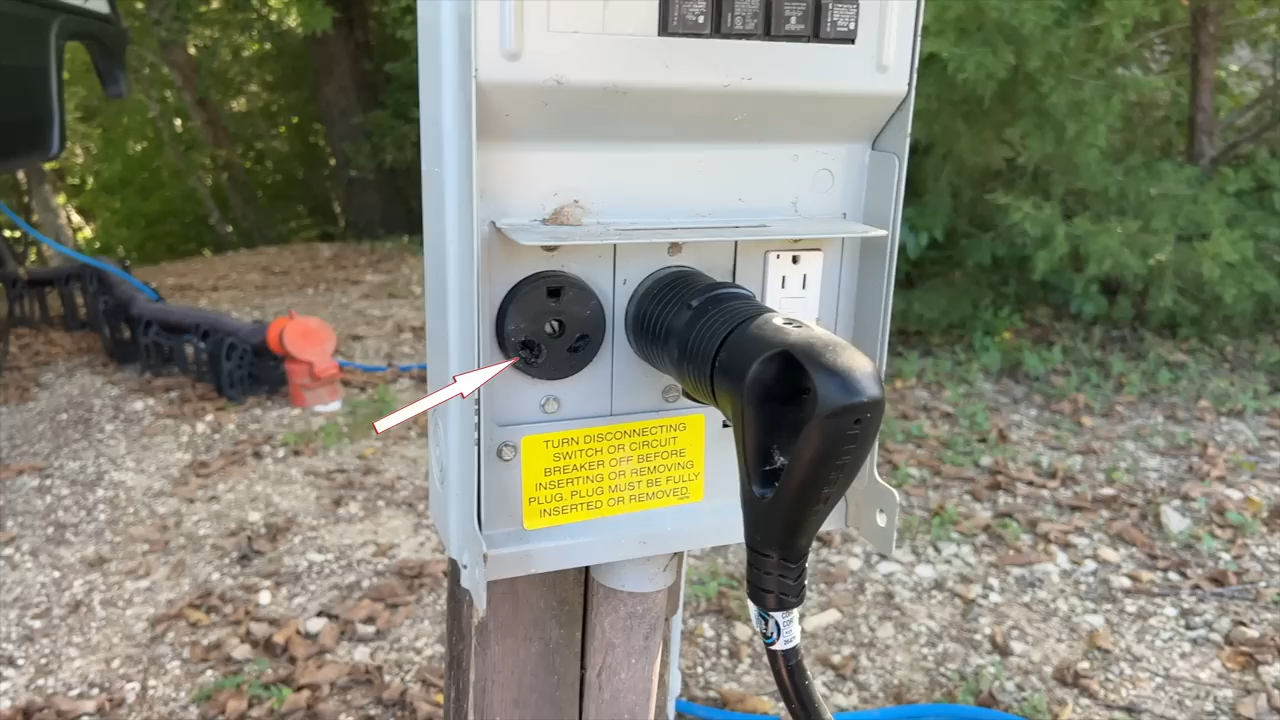 TURN DISCONNECTING
SWITCH OR CIRCUIT
BREAKER OFF BEFORE
INSERTING OR REMOVING
PLUG. PLUG MUST BE FULLY
INSERTED OR REMOVED.